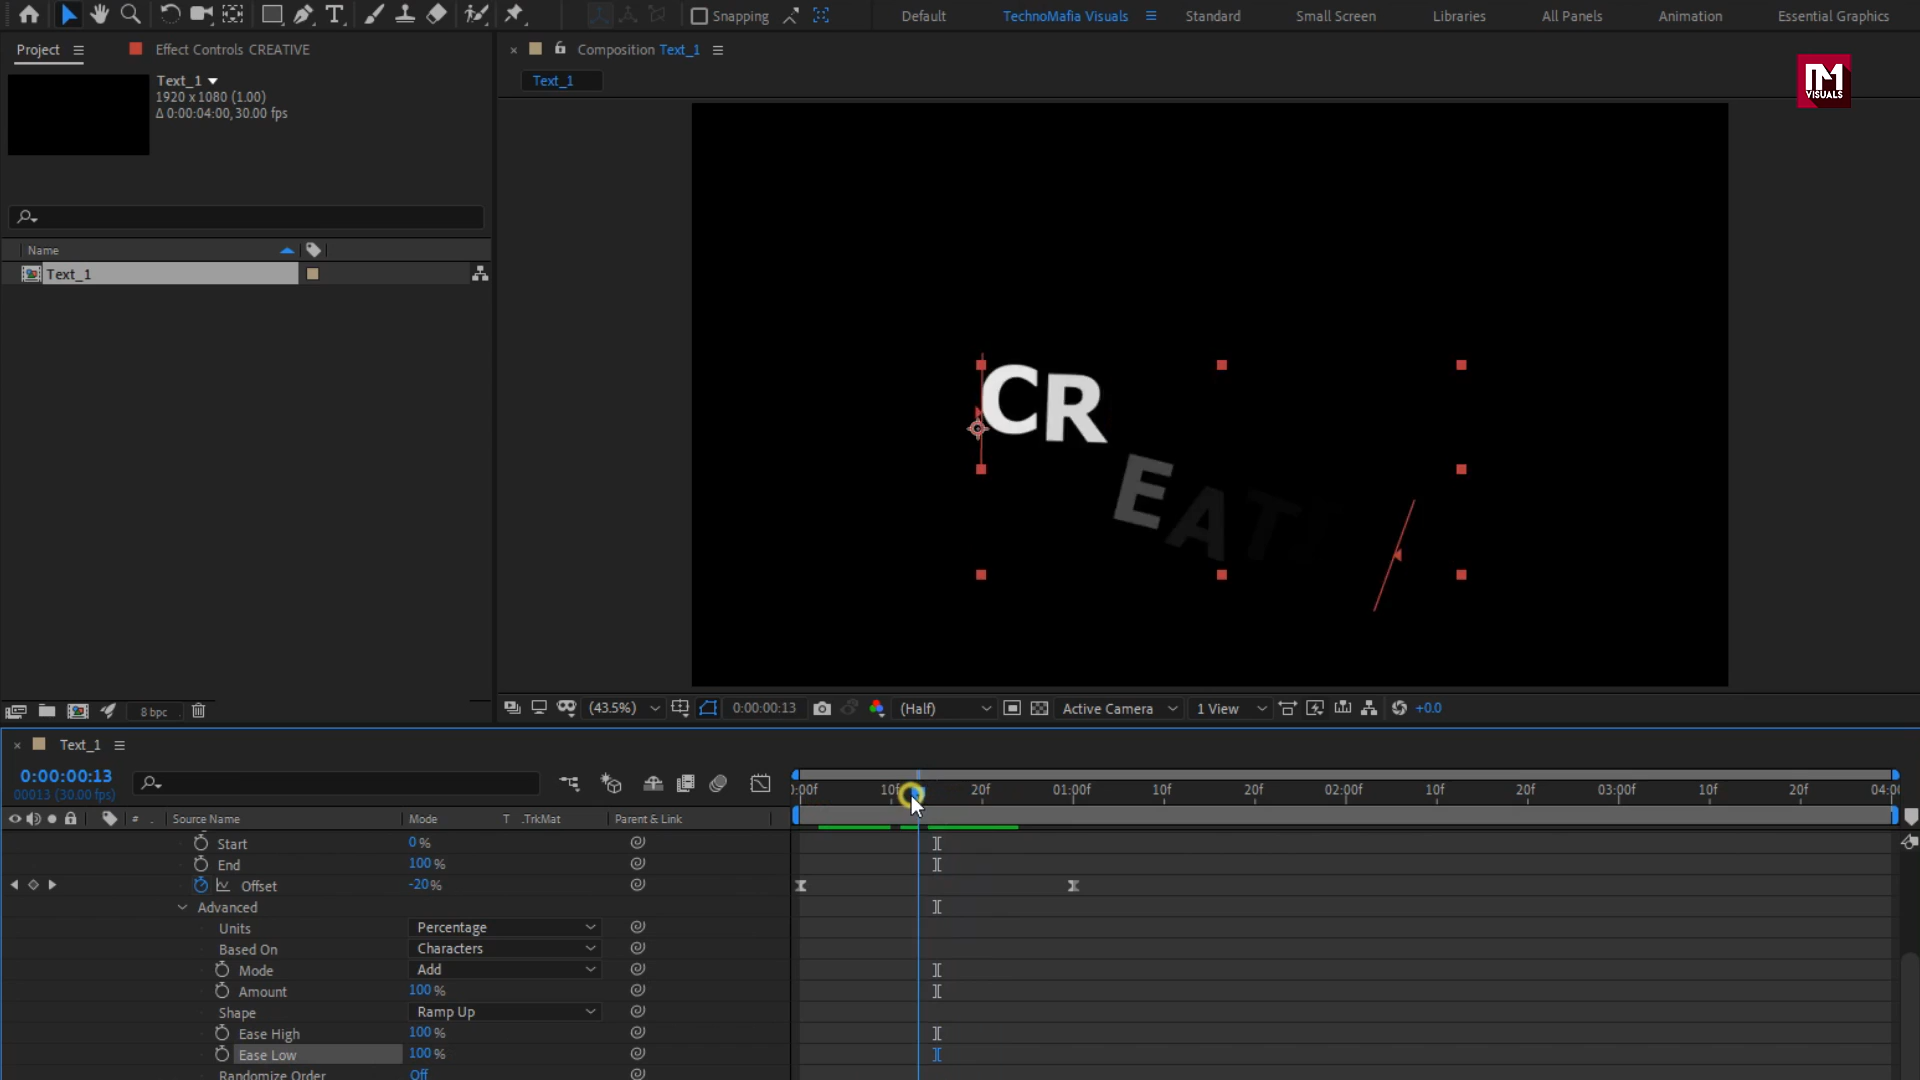 Snapping
Default
TechnoMafia Visuals
Standard
Small Screen
Libraries
All Panels
Animation
Essential Graphics
Project
Effect Controls CREATIVE
Composition Text_1
Text_1
1920 x 1080 (1.00)
Δ 0:00:04:00, 30.00 fps
Text_1
VISUALS
Name
Text_1
CREAT
8 bpc
(43.5%)
0:00:00:13
(Half)
Active Camera
1 View
+0.0
Text_1
0:00:00:13
00013 (30.00 fps)
):00f 10f 20f 01:00f 10f 20f 02:00f 10f 20f 03:00f 10f 20f 04:00
# . Source Name Mode T .TrkMat Parent & Link
Start 0%
End 100%
Offset -20%
Advanced
Units Percentage
Based On Characters
Mode Add
Amount 100%
Shape Ramp Up
Ease High 100%
Ease Low 100%
Randomize Order Off